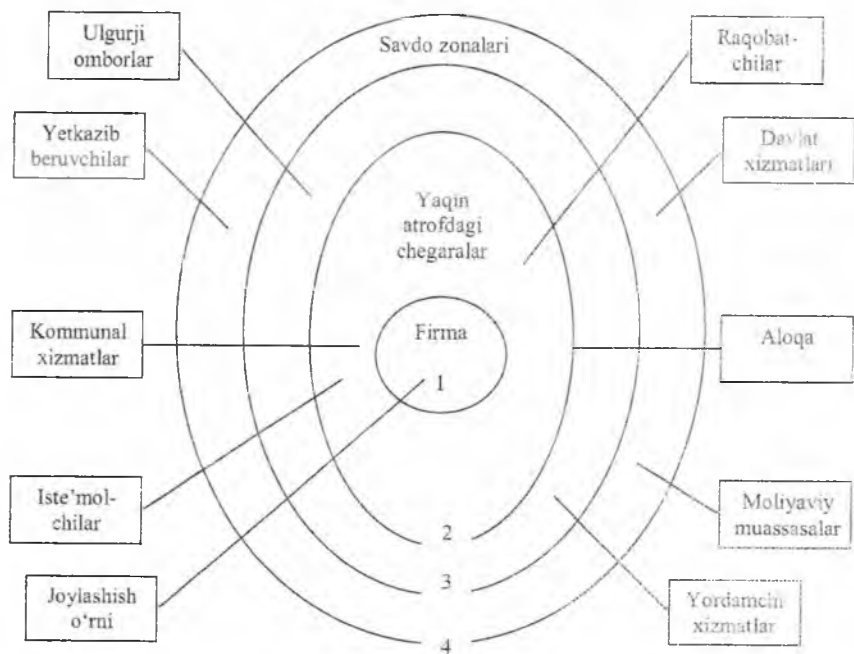 Ulgurji
omborlar
Savdo zonalari
Raqobat-
chilar
Yetkazib
beruvchilar
Davlat
xizmatlari
Yaqin
atrofdagi
chegaralar
Kommunal
xizmatlar
Firma
1
Aloqa
Iste’mol-
chilar
Moliyaviy
muassasalar
Joylashish
o‘rni
2
3
4
Yordamchi
xizmatlar